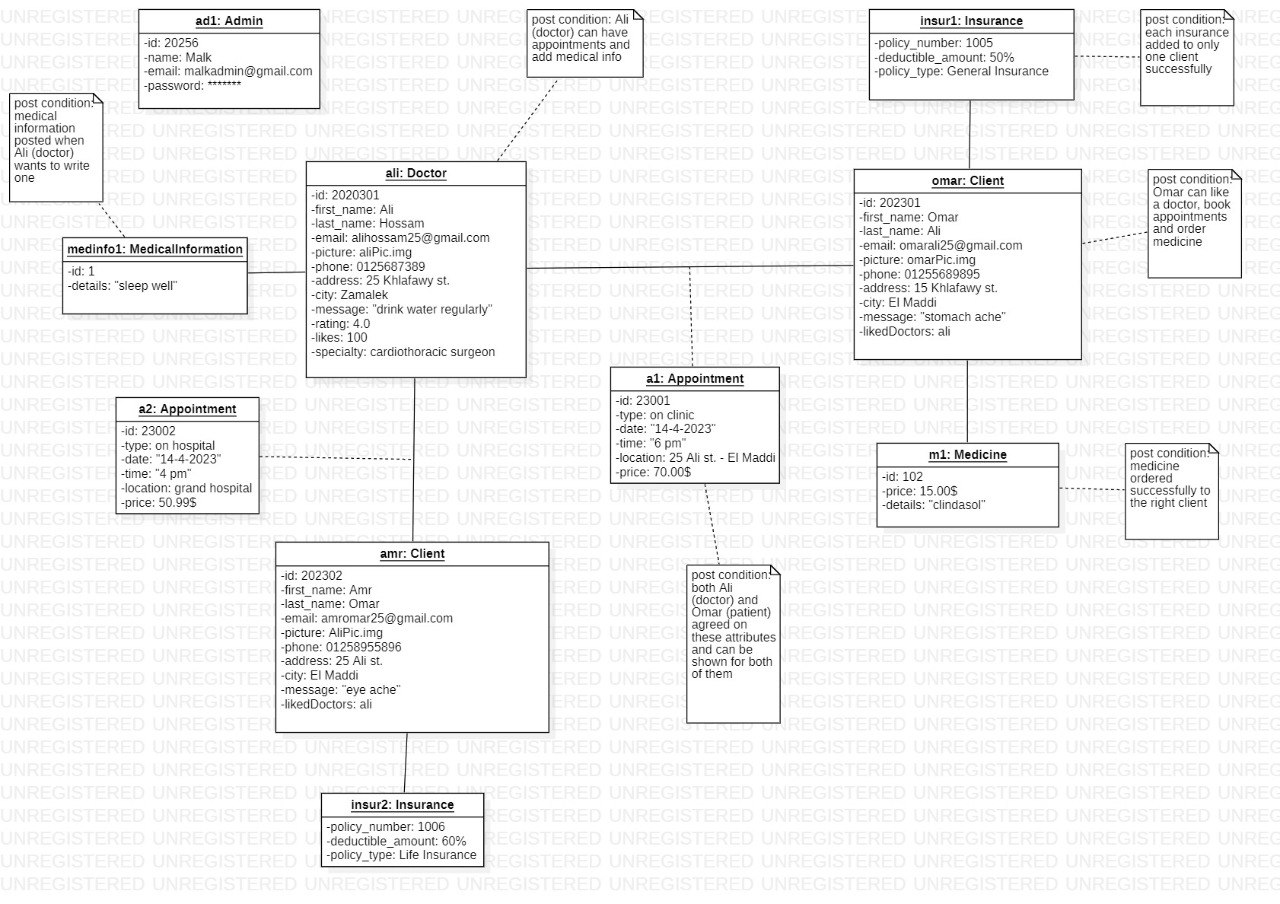 ad1: Admin
-id: 20256
-name: Malk
-email: malkadmin@gmail.com
-password: *******
post condition: Ali
(doctor) can have
appointments and
add medical info
insur1: Insurance
-policy_number: 1005
-deductible_amount: 50%
-policy_type: General Insurance
post condition:
each insurance
added to only
one client
successfully
post condition:
medical
information
posted when
Ali (doctor)
wants to write
one
ali: Doctor
-id: 2020301
-first_name: Ali
-last_name: Hossam
-email: alihossam25@gmail.com
-picture: aliPic.img
-phone: 0125687389
-address: 25 Khlafawy st.
-city: Zamalek
-message: "drink water regularly"
-rating: 4.0
-likes: 100
-specialty: cardiothoracic surgeon
omar: Client
-id: 202301
-first_name: Omar
-last_name: Ali
-email: omarali25@gmail.com
-picture: omarPic.img
-phone: 01255689895
-address: 15 Khlafawy st.
-city: El Maddi
-message: "stomach ache"
-likedDoctors: ali
post condition:
Omar can like
a doctor, book
appointments
and order
medicine
medinfo1: MedicalInformation
-id: 1
-details: "sleep well"
a2: Appointment
-id: 23002
-type: on hospital
-date: "14-4-2023"
-time: "4 pm"
-location: grand hospital
-price: 50.99$
a1: Appointment
-id: 23001
-type: on clinic
-date: "14-4-2023"
-time: "6 pm"
-location: 25 Ali st. - El Maddi
-price: 70.00$
m1: Medicine
-id: 102
-price: 15.00$
-details: "clindasol"
post condition:
medicine
ordered
successfully to
the right client
amr: Client
-id: 202302
-first_name: Amr
-last_name: Omar
-email: amromar25@gmail.com
-picture: AliPic.img
-phone: 01258955896
-address: 25 Ali st.
-city: El Maddi
-message: "eye ache"
-likedDoctors: ali
post condition:
both Ali
(doctor) and
Omar (patient)
agreed on
these attributes
and can be
shown for both
of them
insur2: Insurance
-policy_number: 1006
-deductible_amount: 60%
-policy_type: Life Insurance
UNREGISTERED